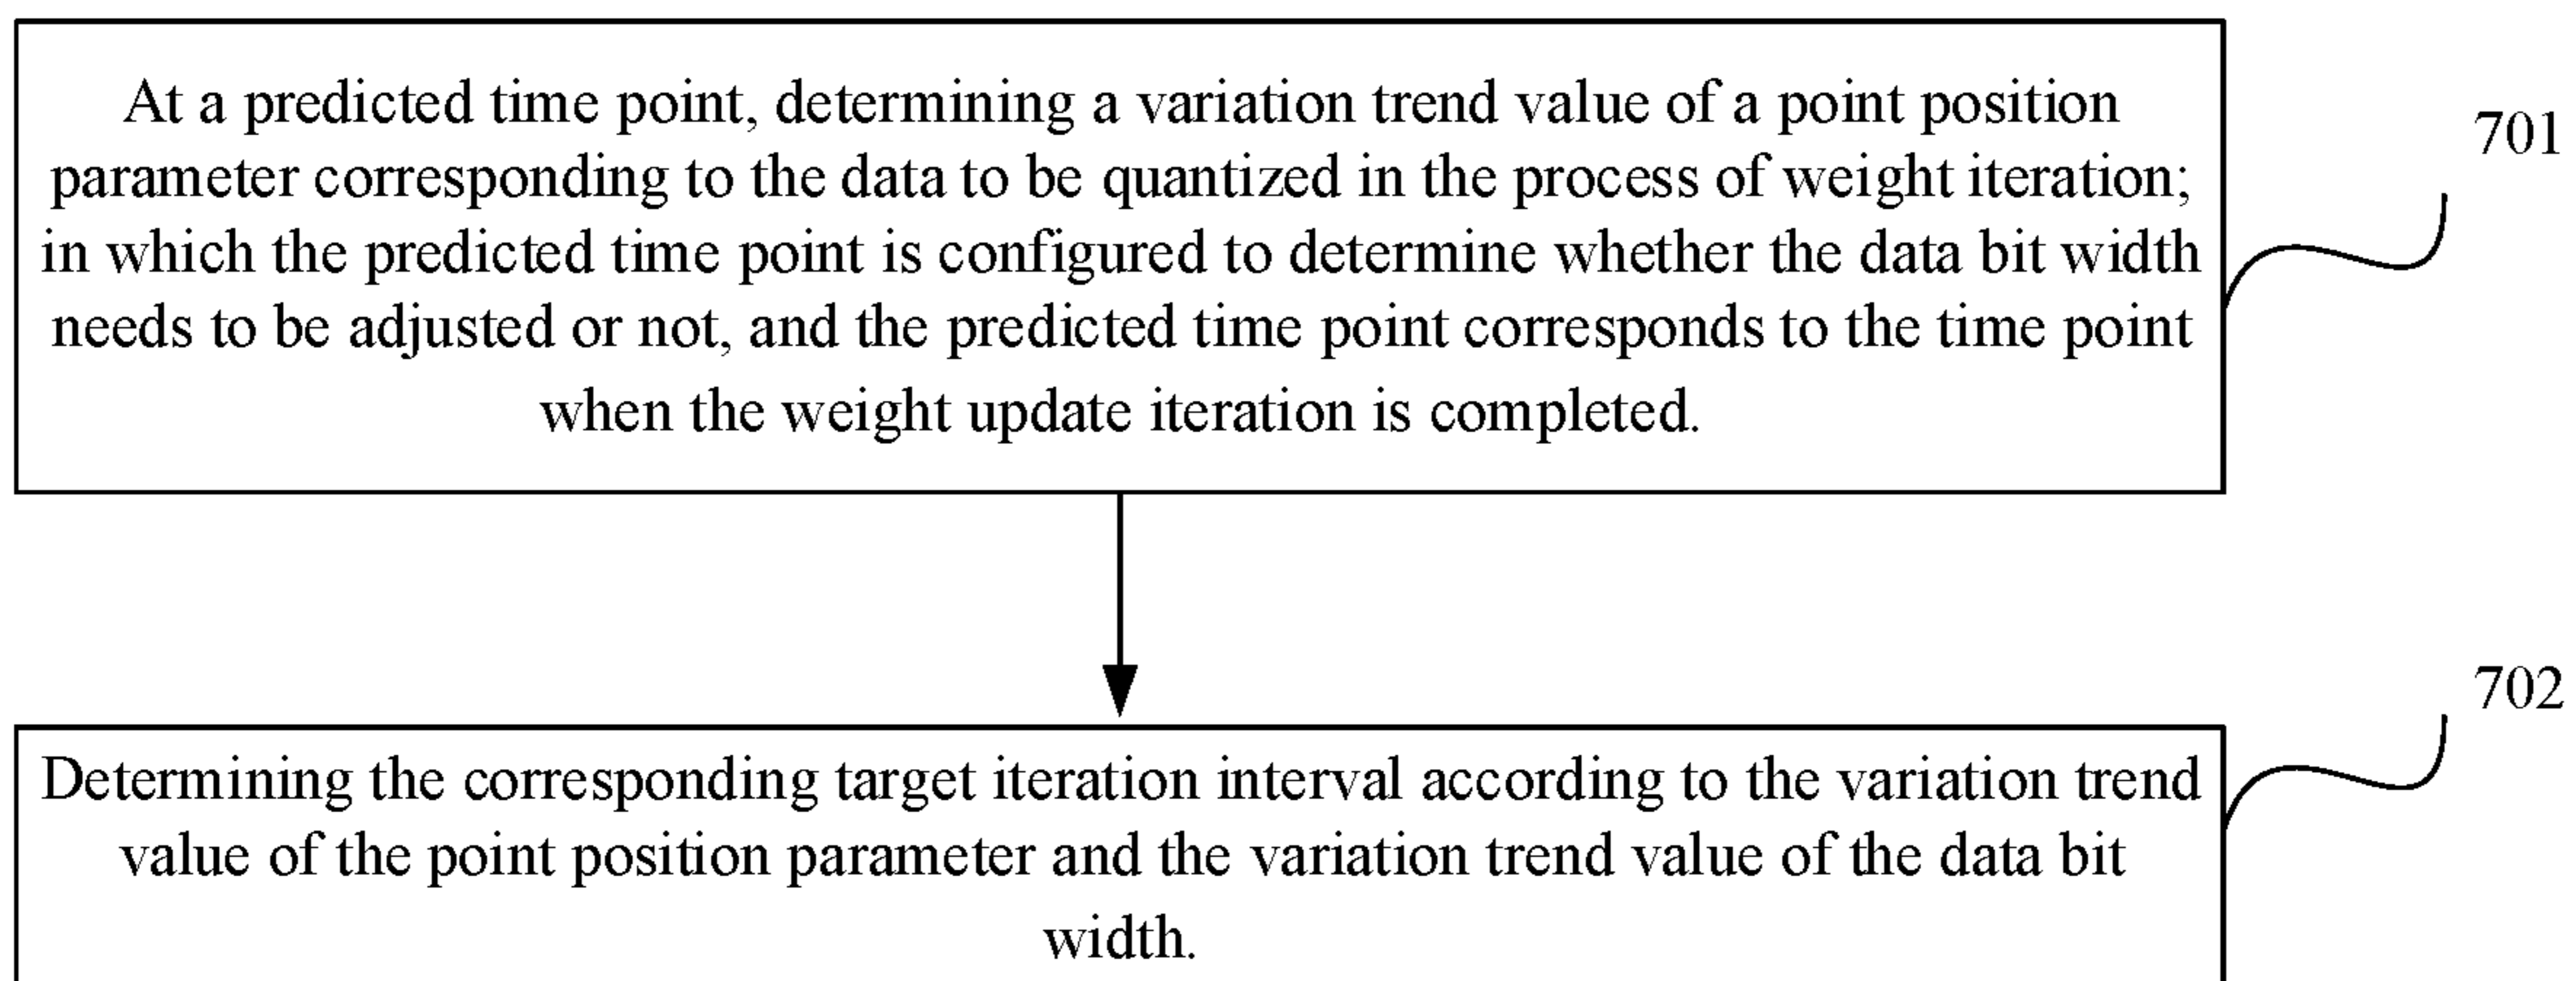 At a predicted time point, determining a variation trend value of a point position
parameter corresponding to the data to be quantized in the process of weight iteration;
in which the predicted time point is configured to determine whether the data bit width
needs to be adjusted or not, and the predicted time point corresponds to the time point
when the weight update iteration is completed.
701
Determining the corresponding target iteration interval according to the variation trend
value of the point position parameter and the variation trend value of the data bit
width.
702